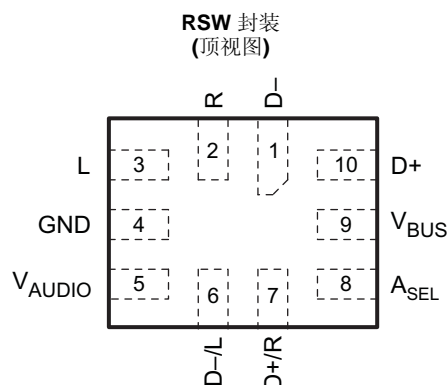 RSW 封装
(顶视图)
R
D–
2
1
L
3
10
D+
GND
4
9
VBUS
VAUDIO
5
6
7
8
ASEL
D–/L
D+/R